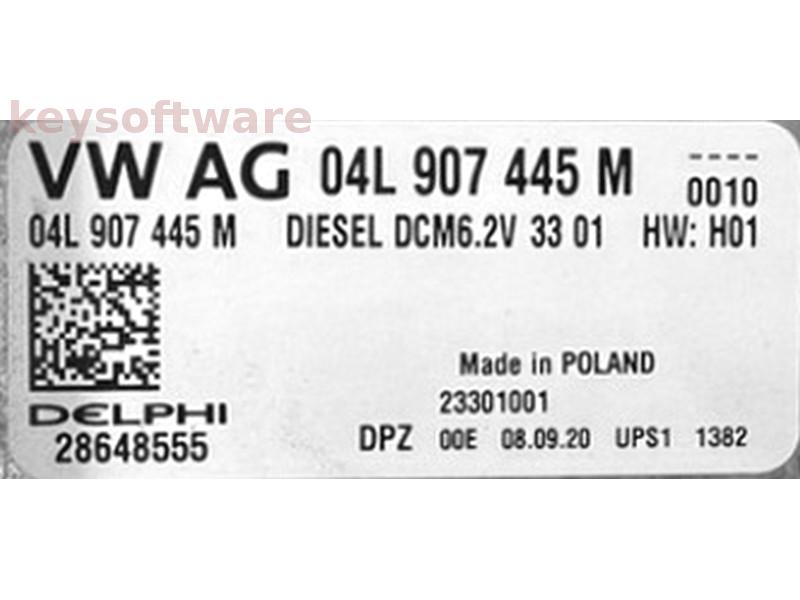 keysoftware
VW AG 04L 907 445 M ----
0010
04L 907 445 M DIESEL DCM6.2V 33 01 HW: H01
Made in POLAND
23301001
DELPHI
28648555
DPZ 00E 08.09.20 UPS1 1382